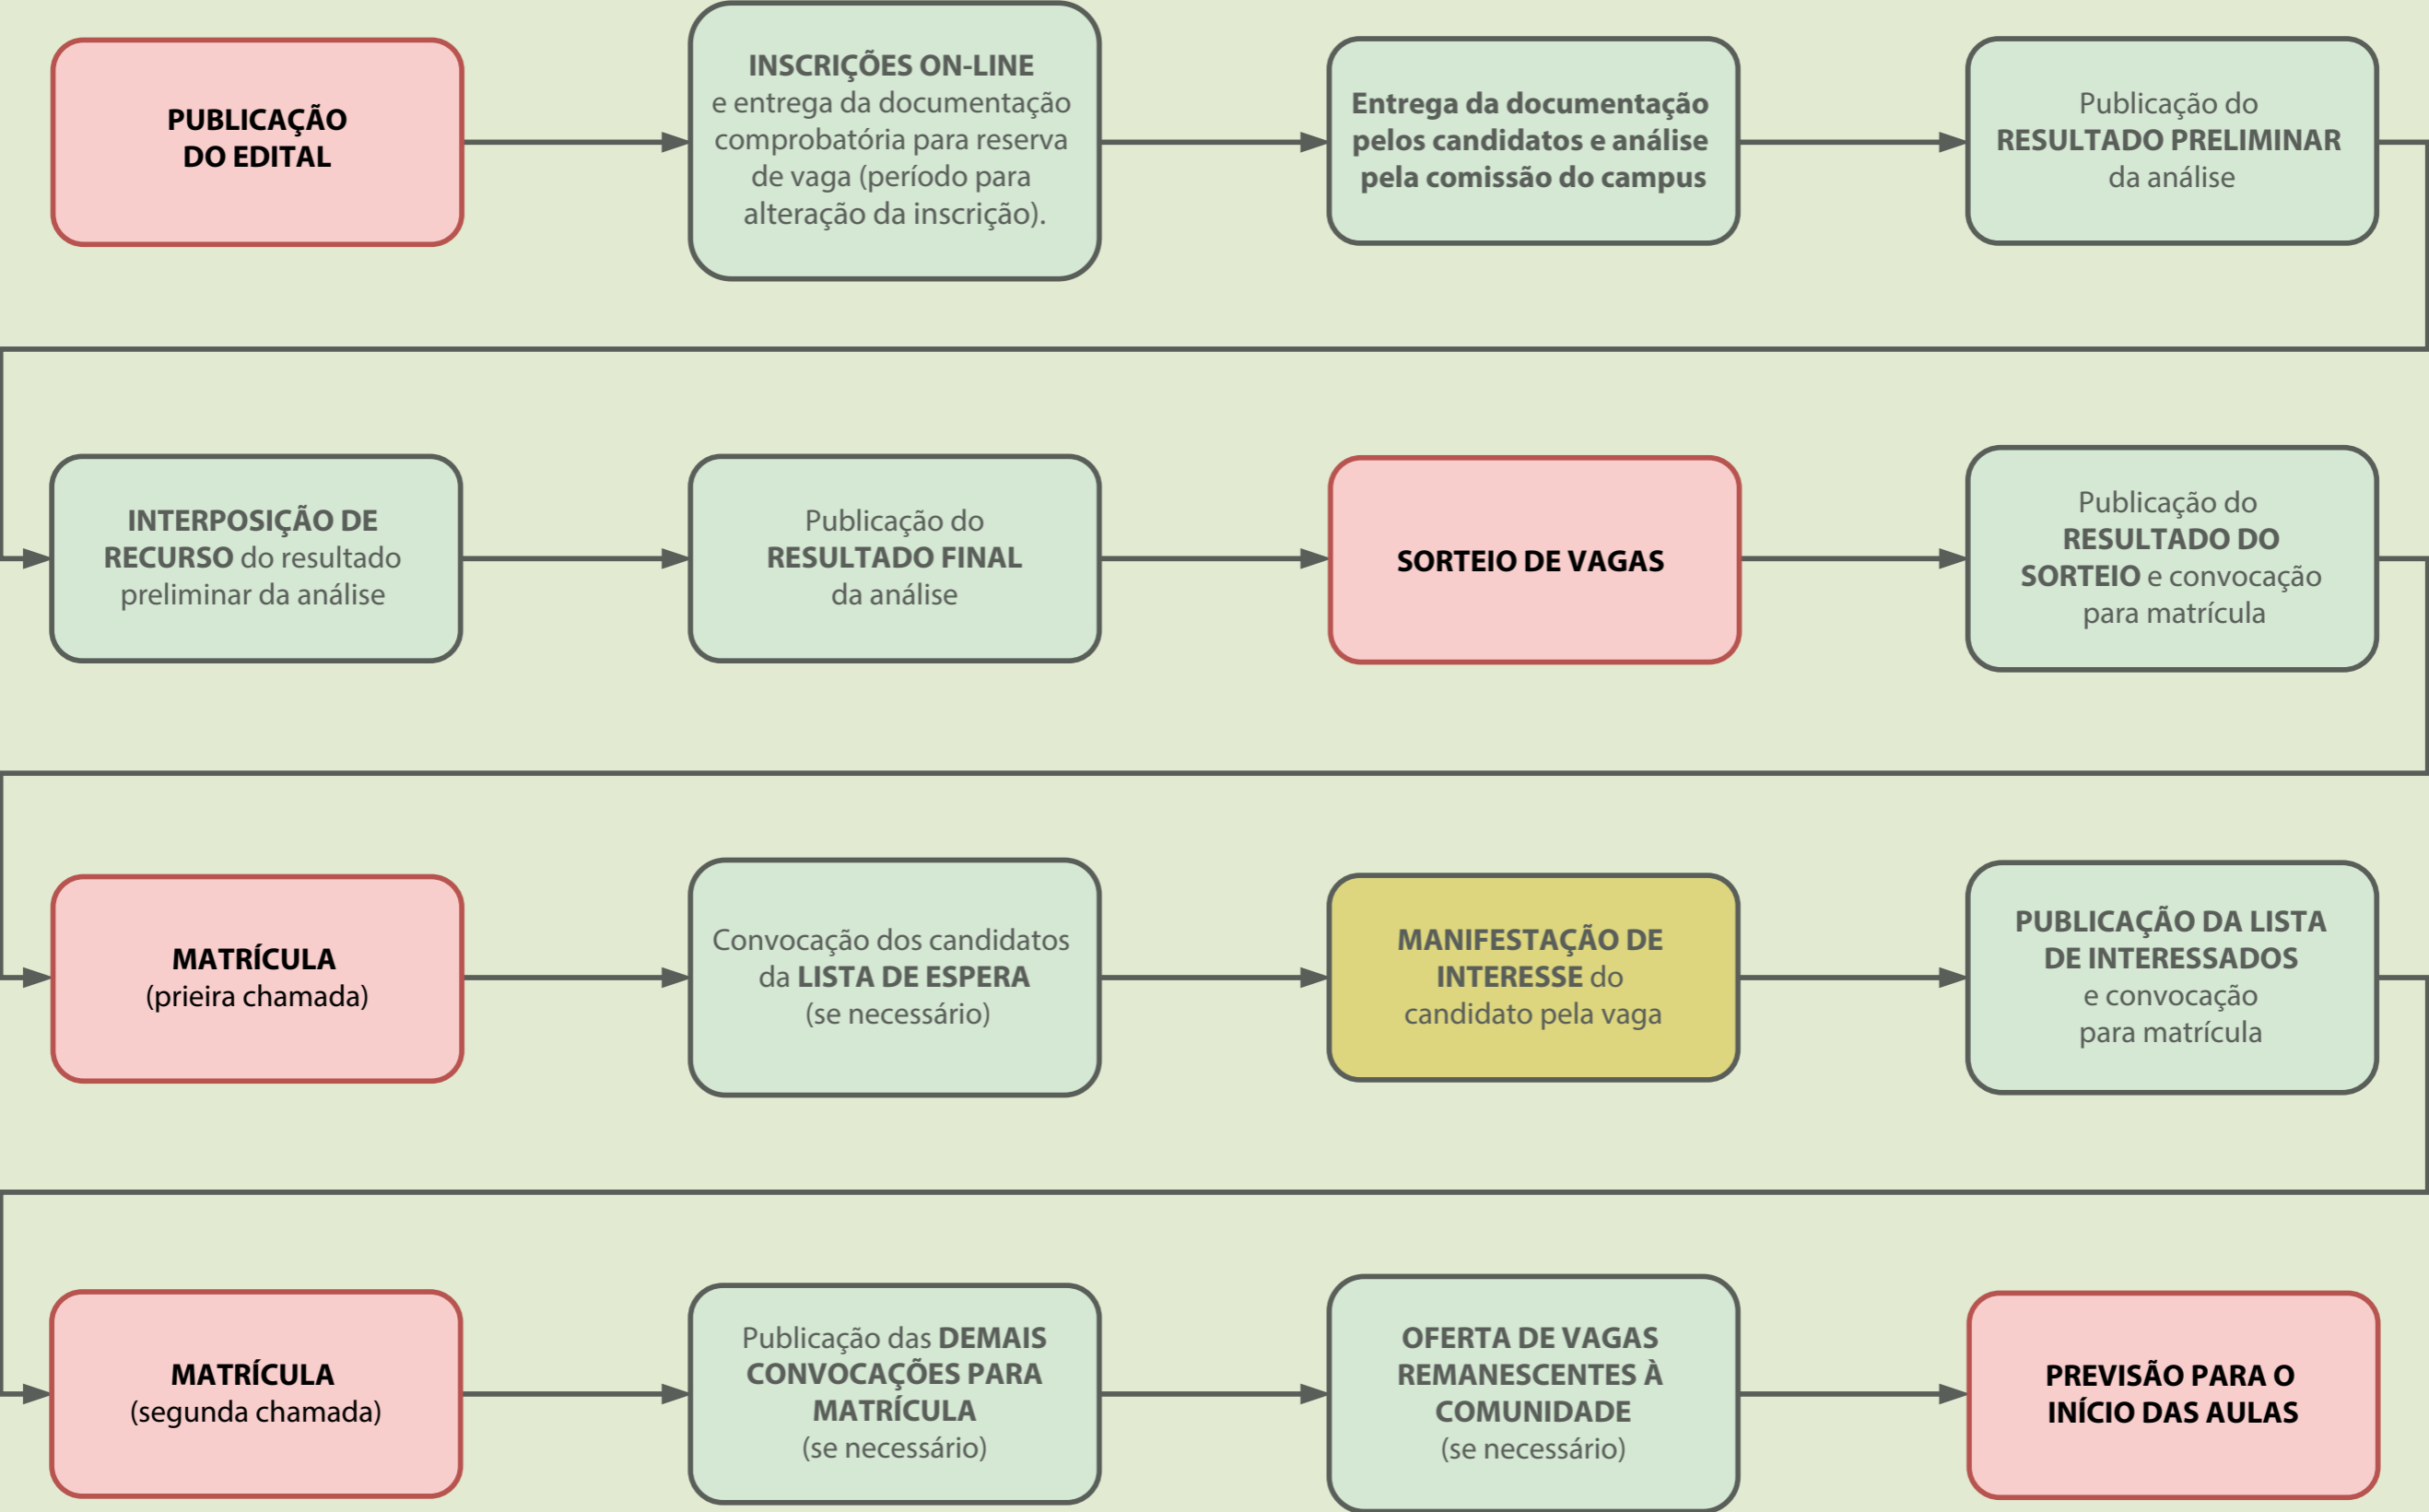 PUBLICAÇÃO
DO EDITAL
INSCRIÇÕES ON-LINE
e entrega da documentação
comprobatória para reserva
de vaga (período para
alteração da inscrição).
Entrega da documentação
pelos candidatos e análise
pela comissão do campus
Publicação do
RESULTADO PRELIMINAR
da análise
INTERPOSIÇÃO DE
RECURSO do resultado
preliminar da análise
Publicação do
RESULTADO FINAL
da análise
SORTEIO DE VAGAS
Publicação do
RESULTADO DO
SORTEIO e convocação
para matrícula
MATRÍCULA
(prieira chamada)
Convocação dos candidatos
da LISTA DE ESPERA
(se necessário)
MANIFESTAÇÃO DE
INTERESSE do
candidato pela vaga
PUBLICAÇÃO DA LISTA
DE INTERESSADOS
e convocação
para matrícula
MATRÍCULA
(segunda chamada)
Publicação das DEMAIS
CONVOCAÇÕES PARA
MATRÍCULA
(se necessário)
OFERTA DE VAGAS
REMANESCENTES À
COMUNIDADE
(se necessário)
PREVISÃO PARA O
INÍCIO DAS AULAS